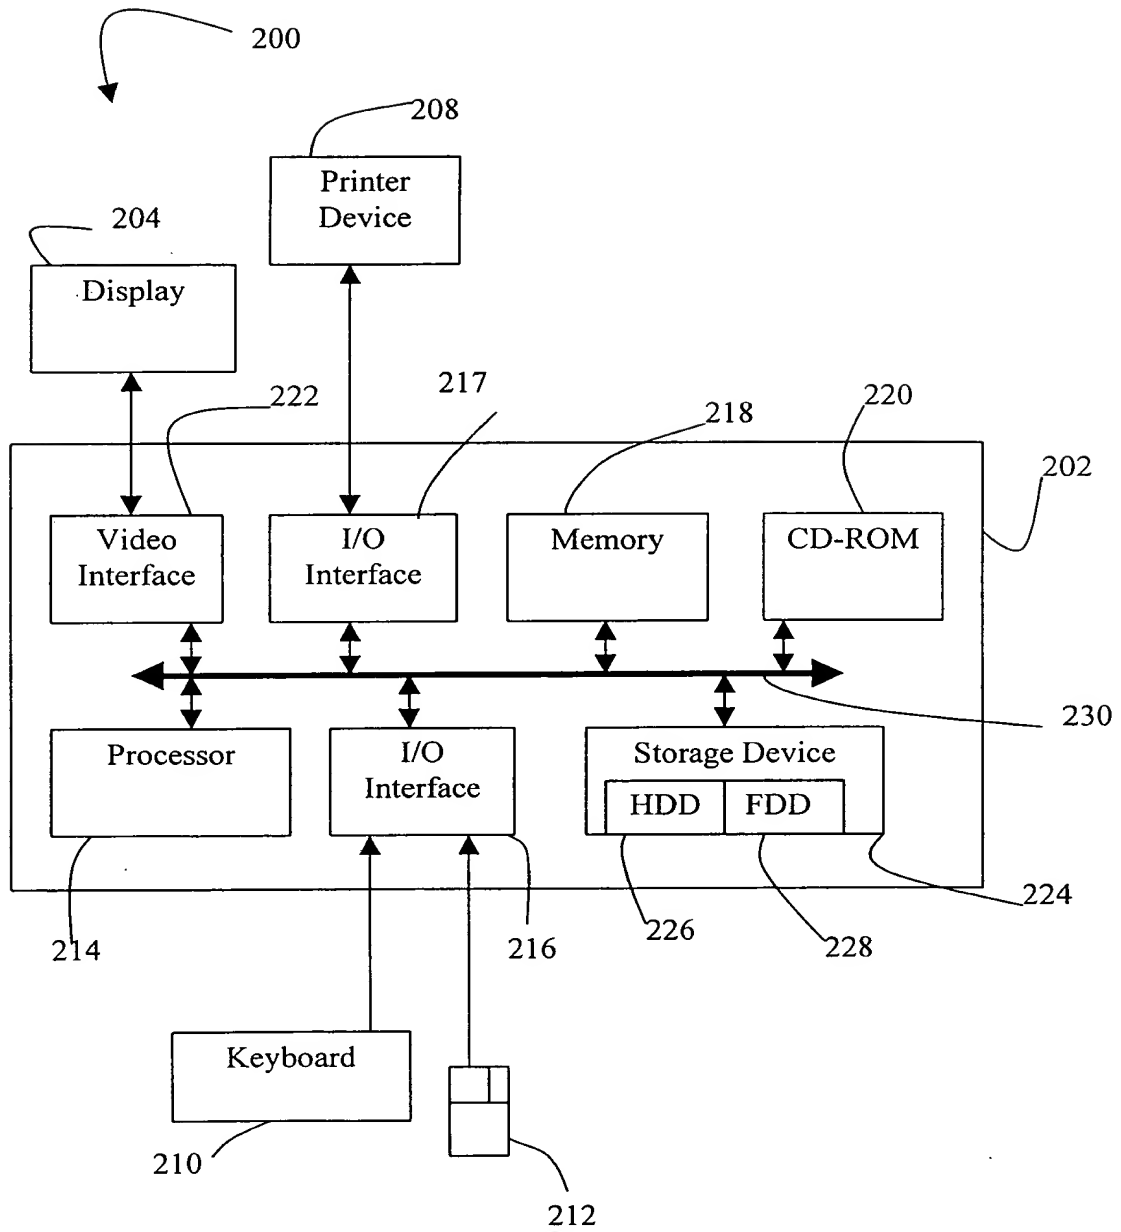 200
208
Printer
Device
204
Display
217
222
218
220
202
Video
Interface
I/O
Interface
Memory
CD-ROM
230
Processor
I/O
Interface
Storage Device
HDD
FDD
224
226
228
214
216
Keyboard
210
212